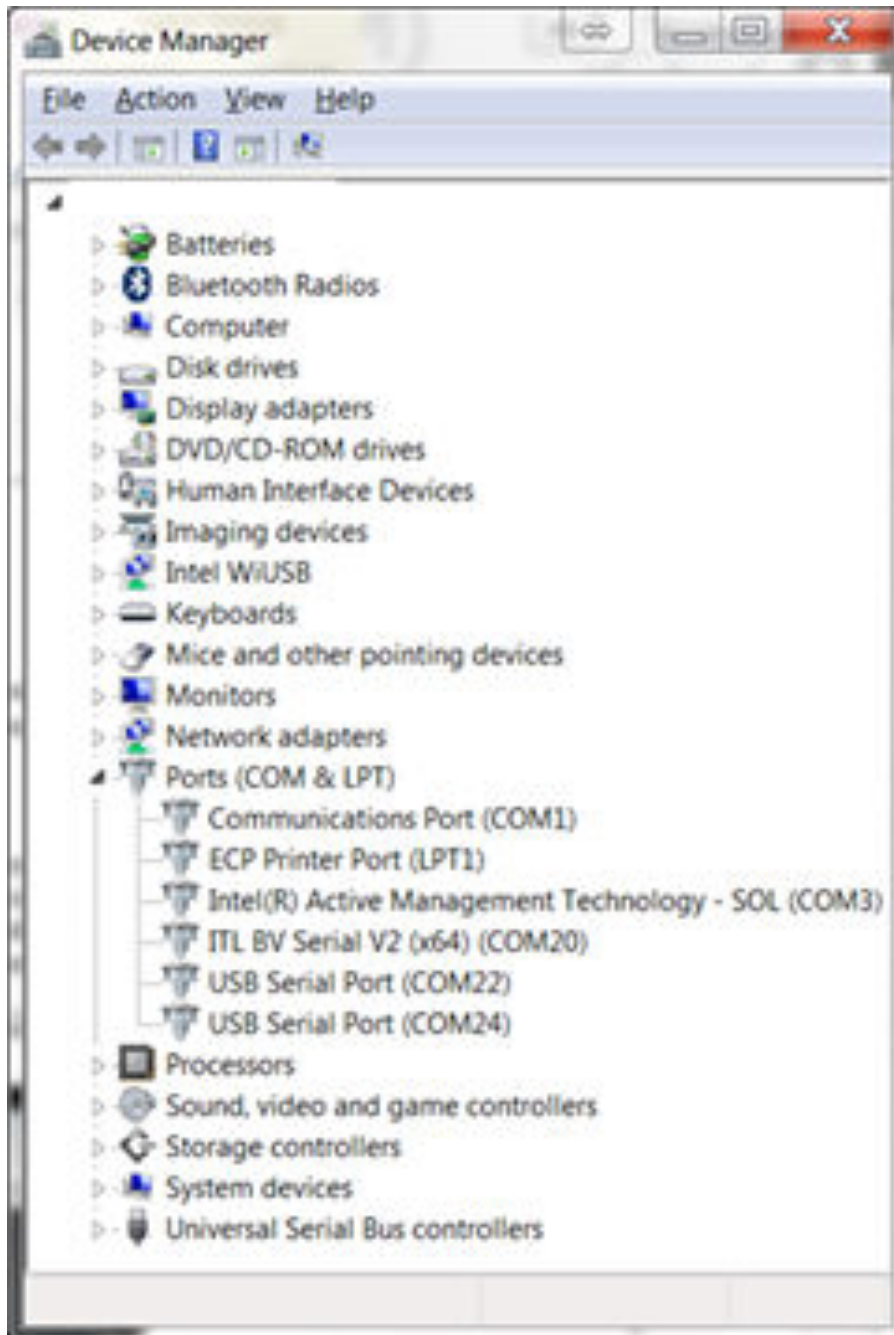 Device Manager
File Action View Help
Batteries
Bluetooth Radios
Computer
Disk drives
Display adapters
DVD/CD-ROM drives
Human Interface Devices
Imaging devices
Intel WiUSB
Keyboards
Mice and other pointing devices
Monitors
Network adapters
Ports (COM & LPT)
Communications Port (COM1)
ECP Printer Port (LPT1)
Intel(R) Active Management Technology - SOL (COM3)
ITL BV Serial V2 (x64) (COM20)
USB Serial Port (COM22)
USB Serial Port (COM24)
Processors
Sound, video and game controllers
Storage controllers
System devices
Universal Serial Bus controllers